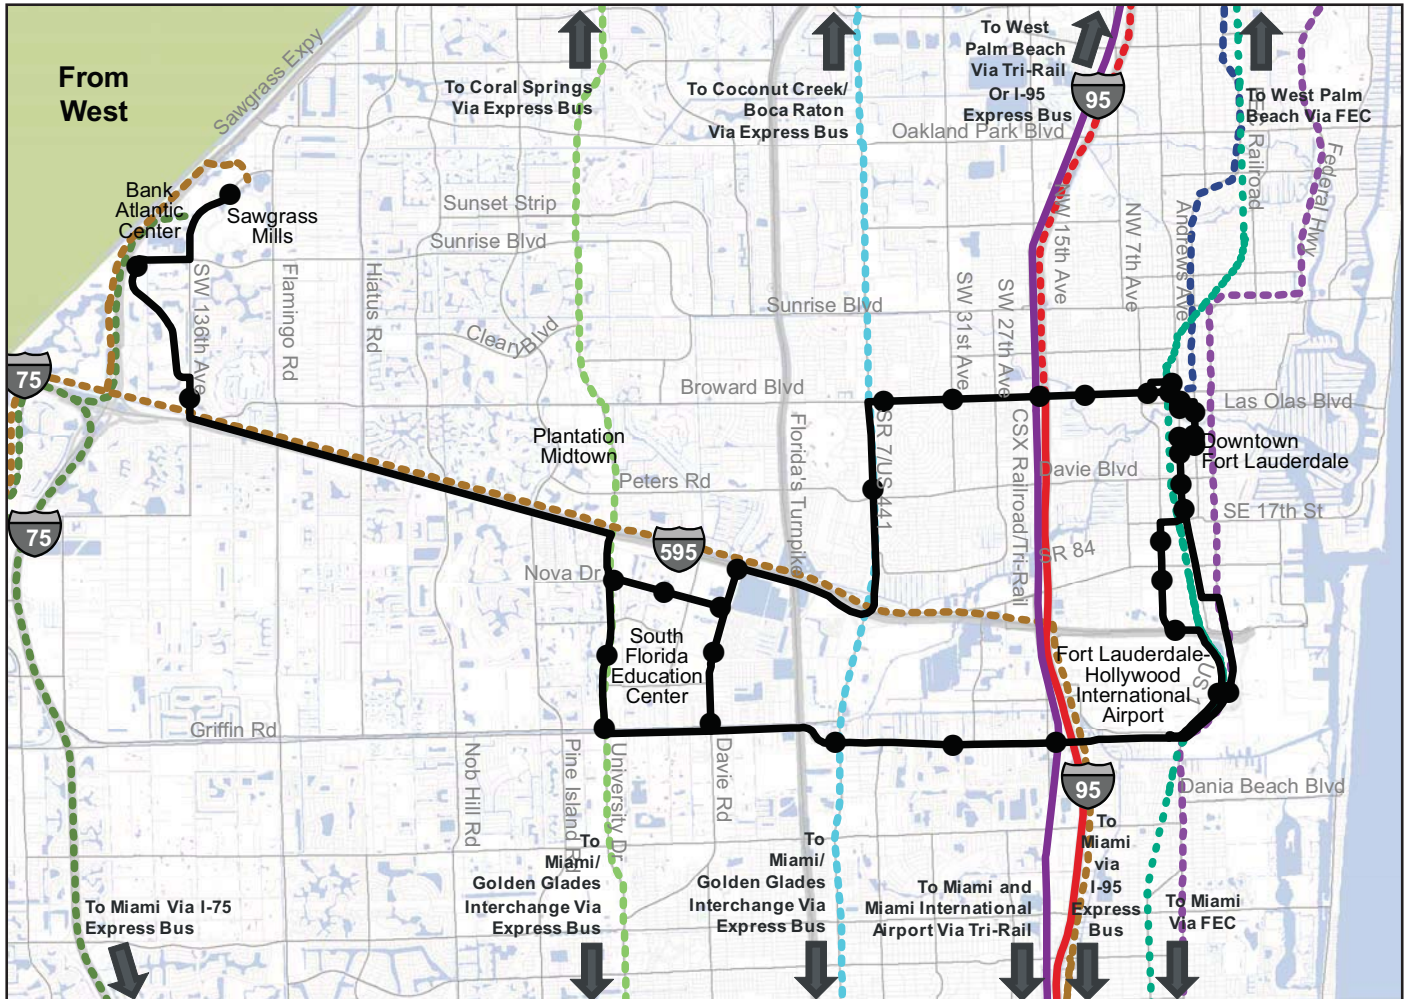 From
West
Sawgrass Expy
To Coral Springs
Via Express Bus
To Coconut Creek/
Boca Raton
Via Express Bus
To West
Palm Beach
Via Tri-Rail
Or I-95
Express Bus
95
To West Palm
Beach Via FEC
Oakland Park Blvd
Railroad
Federal Hwy
Bank
Atlantic
Center
Sawgrass
Mills
Sunset Strip
Sunrise Blvd
SW 136th Ave
Flamingo Rd
Hiatus Rd
Cleary Blvd
Sunrise Blvd
SW 31st Ave
SW 27th Ave
NW 15th Ave
NW 7th Ave
Andrews Ave
75
Broward Blvd
Las Olas Blvd
Plantation
Midtown
Peters Rd
Florida's Turnpike
SR 7/US 441
CSX Railroad/Tri-Rail
Davie Blvd
Downtown
Fort Lauderdale
SE 17th St
75
595
SR 84
Nova Dr
South
Florida
Education
Center
Fort Lauderdale-
Hollywood
International
Airport
US 1
Griffin Rd
Nob Hill Rd
Pine Island Rd
University Dr
Davie Rd
95
Dania Beach Blvd
To Miami Via I-75
Express Bus
To
Miami/
Golden Glades
Interchange Via
Express Bus
To
Miami/
Golden Glades
Interchange Via
Express Bus
To Miami and
Miami International
Airport Via Tri-Rail
To
Miami
via
I-95
Express
Bus
To Miami
Via FEC